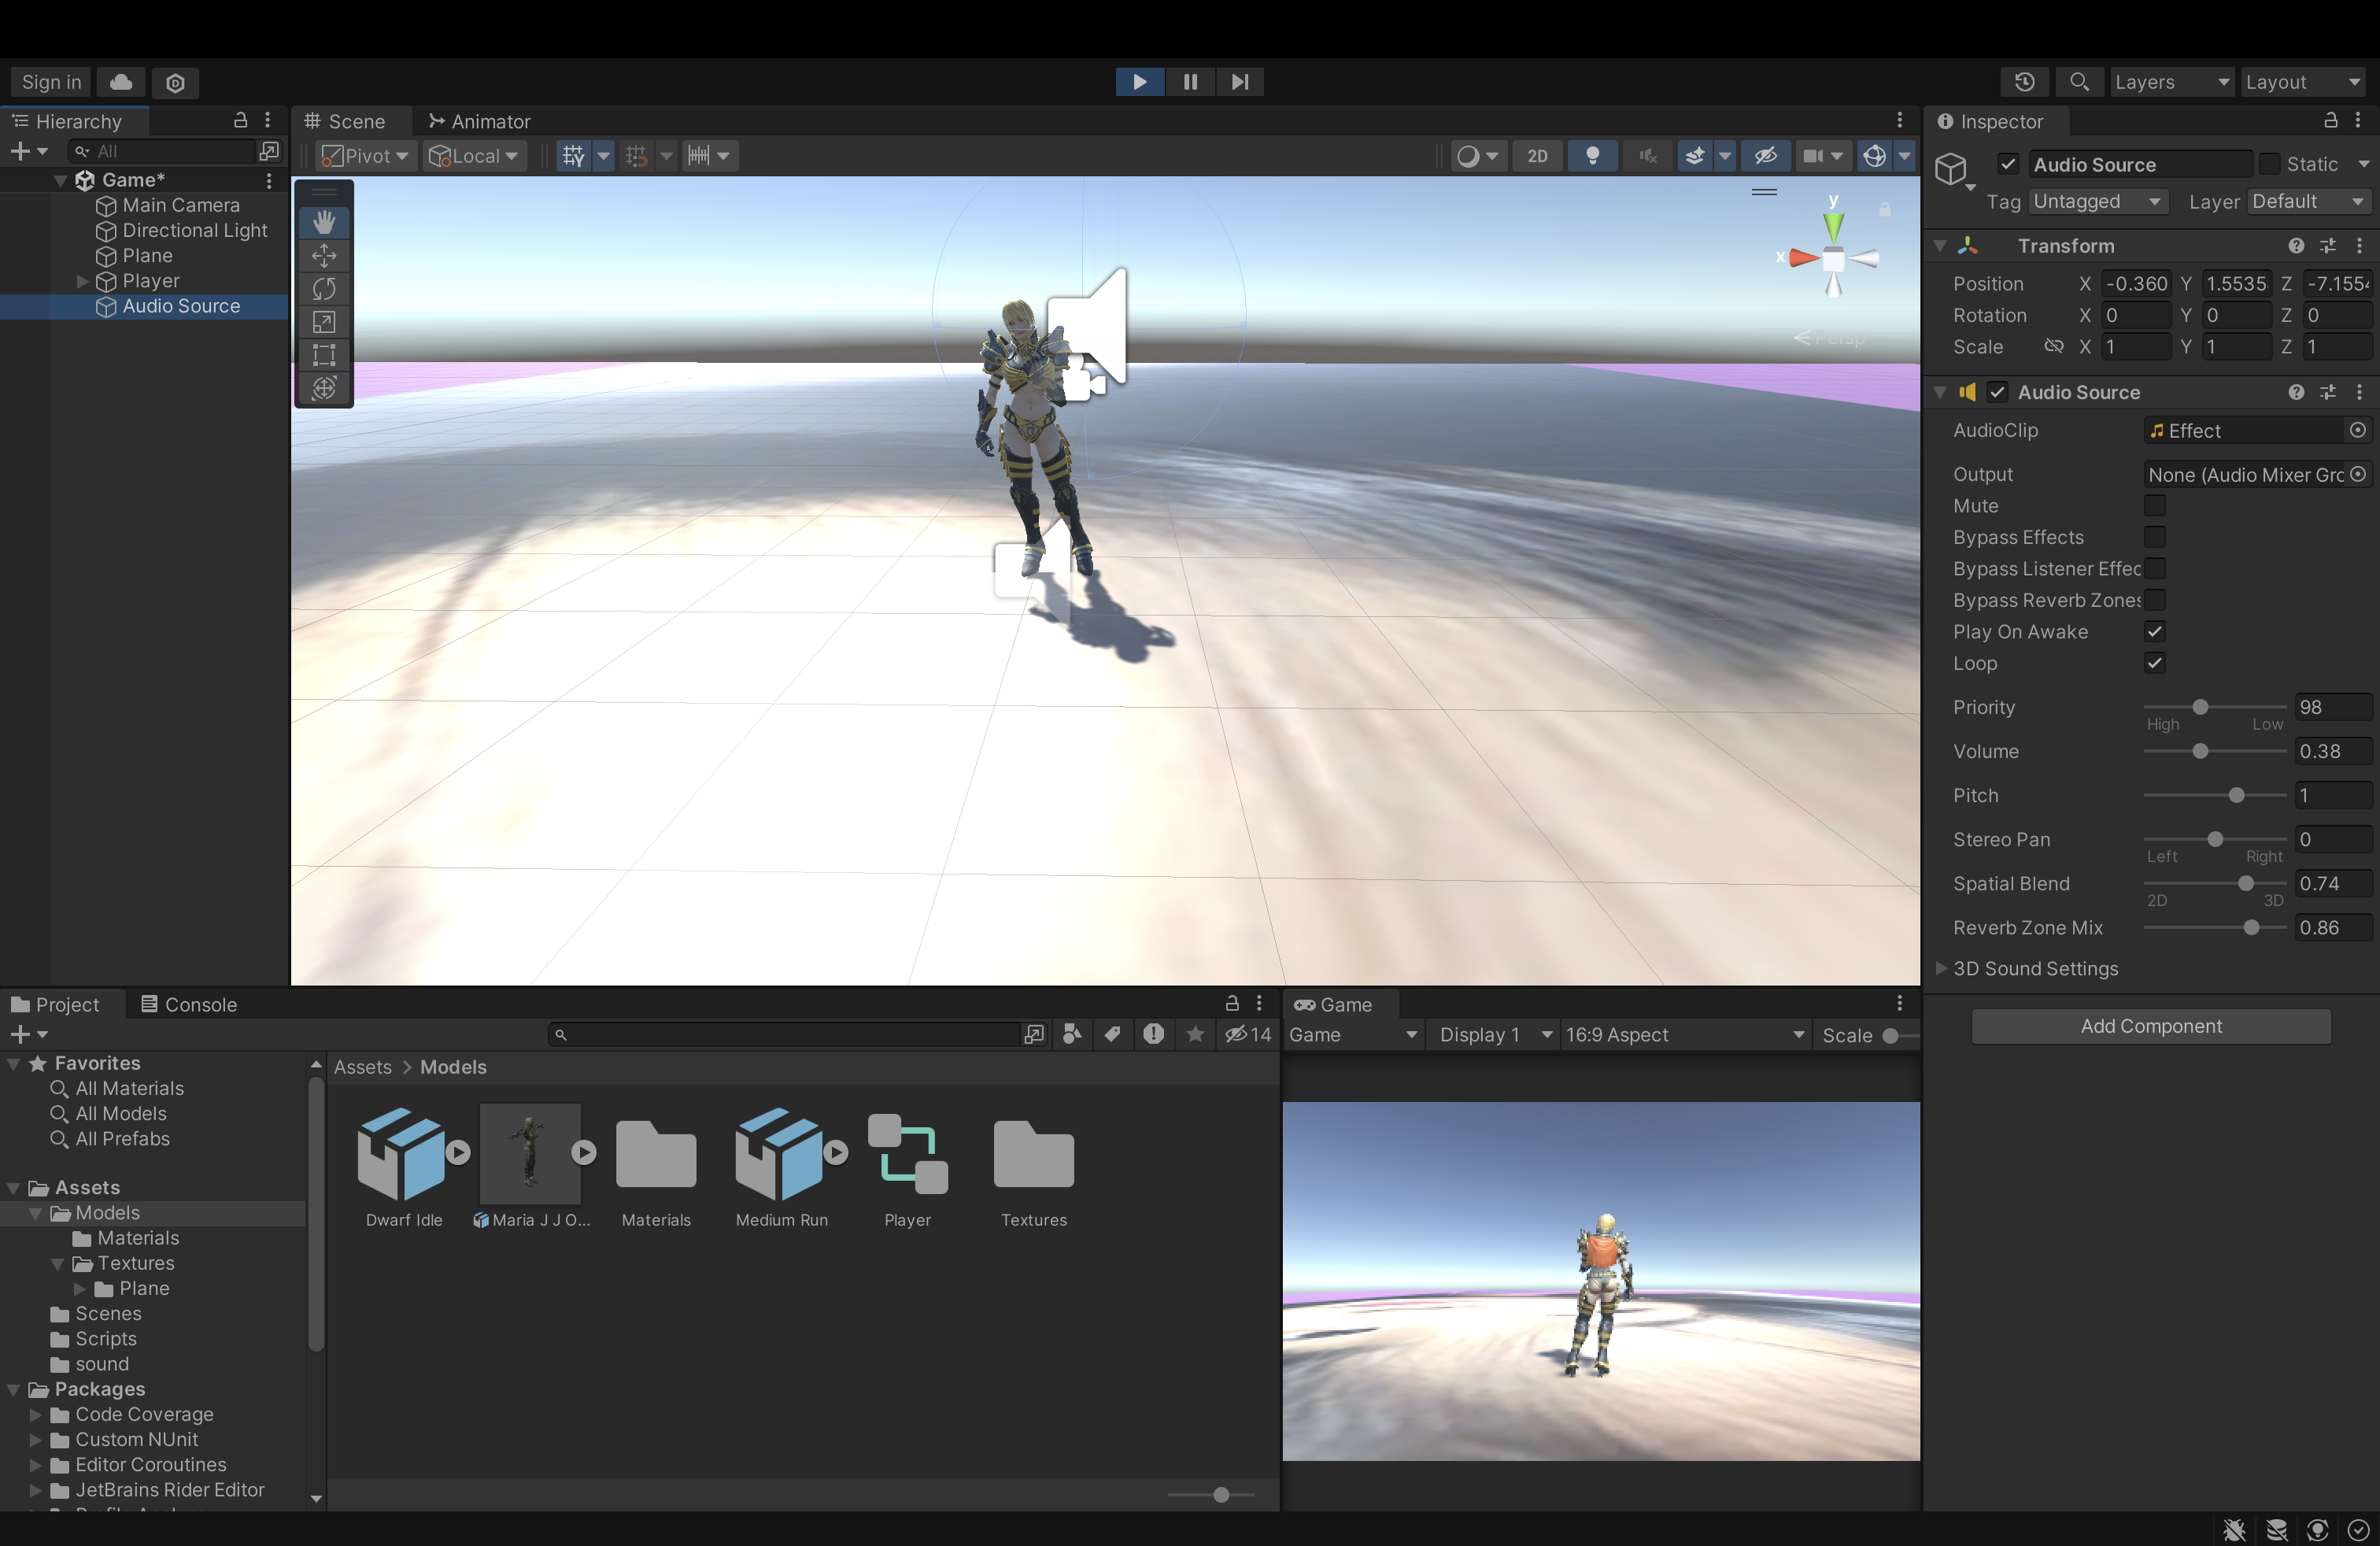 Sign in
Layers
Layout
Hierarchy
All
Game*
Main Camera
Directional Light
Plane
Player
Audio Source
Scene
Animator
Pivot
Local
2D
y
x
Persp
Inspector
Audio Source
Static
Tag Untagged
Layer Default
Transform
Position X -0.360 Y 1.5535 Z -7.155
Rotation X 0 Y 0 Z 0
Scale X 1 Y 1 Z 1
Audio Source
AudioClip Effect
Output None (Audio Mixer Gro
Mute
Bypass Effects
Bypass Listener Effec
Bypass Reverb Zones
Play On Awake
Loop
Priority 98
High Low
Volume 0.38
Pitch 1
Stereo Pan 0
Left Right
Spatial Blend 0.74
2D 3D
Reverb Zone Mix 0.86
3D Sound Settings
Add Component
Project
Console
14
Favorites
All Materials
All Models
All Prefabs
Assets
Models
Materials
Textures
Plane
Scenes
Scripts
sound
Packages
Code Coverage
Custom NUnit
Editor Coroutines
JetBrains Rider Editor
Assets > Models
Dwarf Idle
Maria J J O...
Materials
Medium Run
Player
Textures
Game
Game
Display 1
16:9 Aspect
Scale